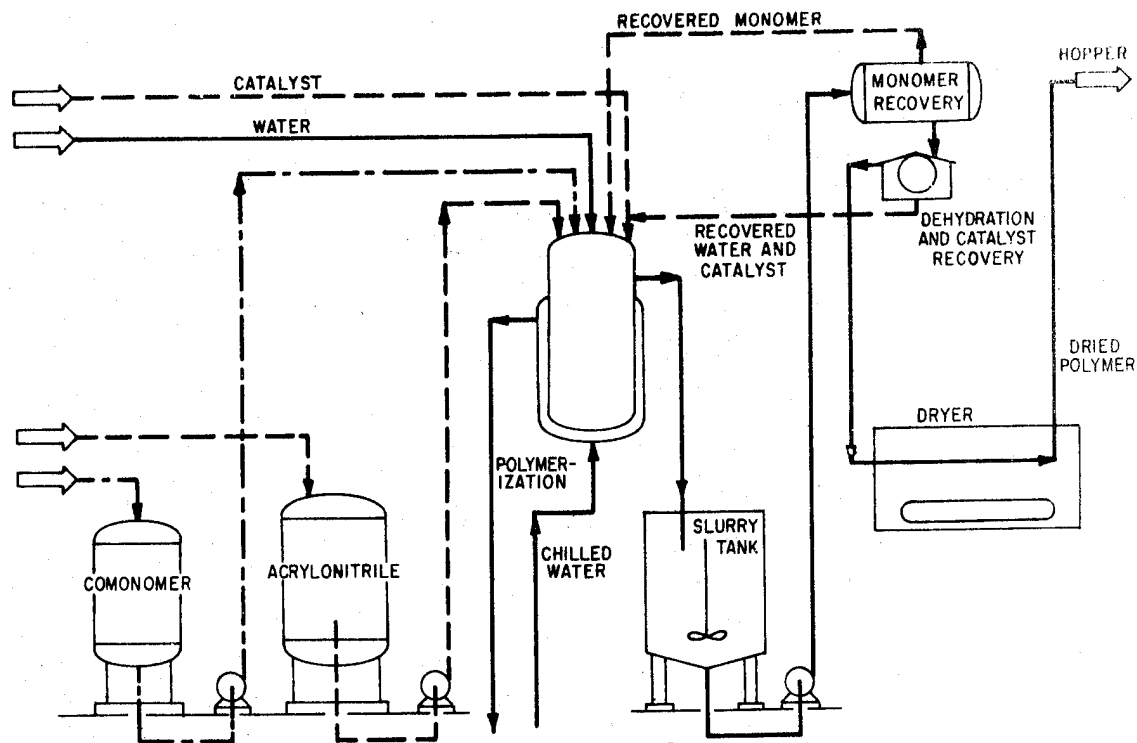 RECOVERED MONOMER
HOPPER
CATALYST
MONOMER
RECOVERY
WATER
RECOVERED
WATER AND
CATALYST
DEHYDRATION
AND CATALYST
RECOVERY
DRIED
POLYMER
DRYER
POLYMER-
IZATION
SLURRY
TANK
CHILLED
WATER
COMONOMER
ACRYLONITRILE